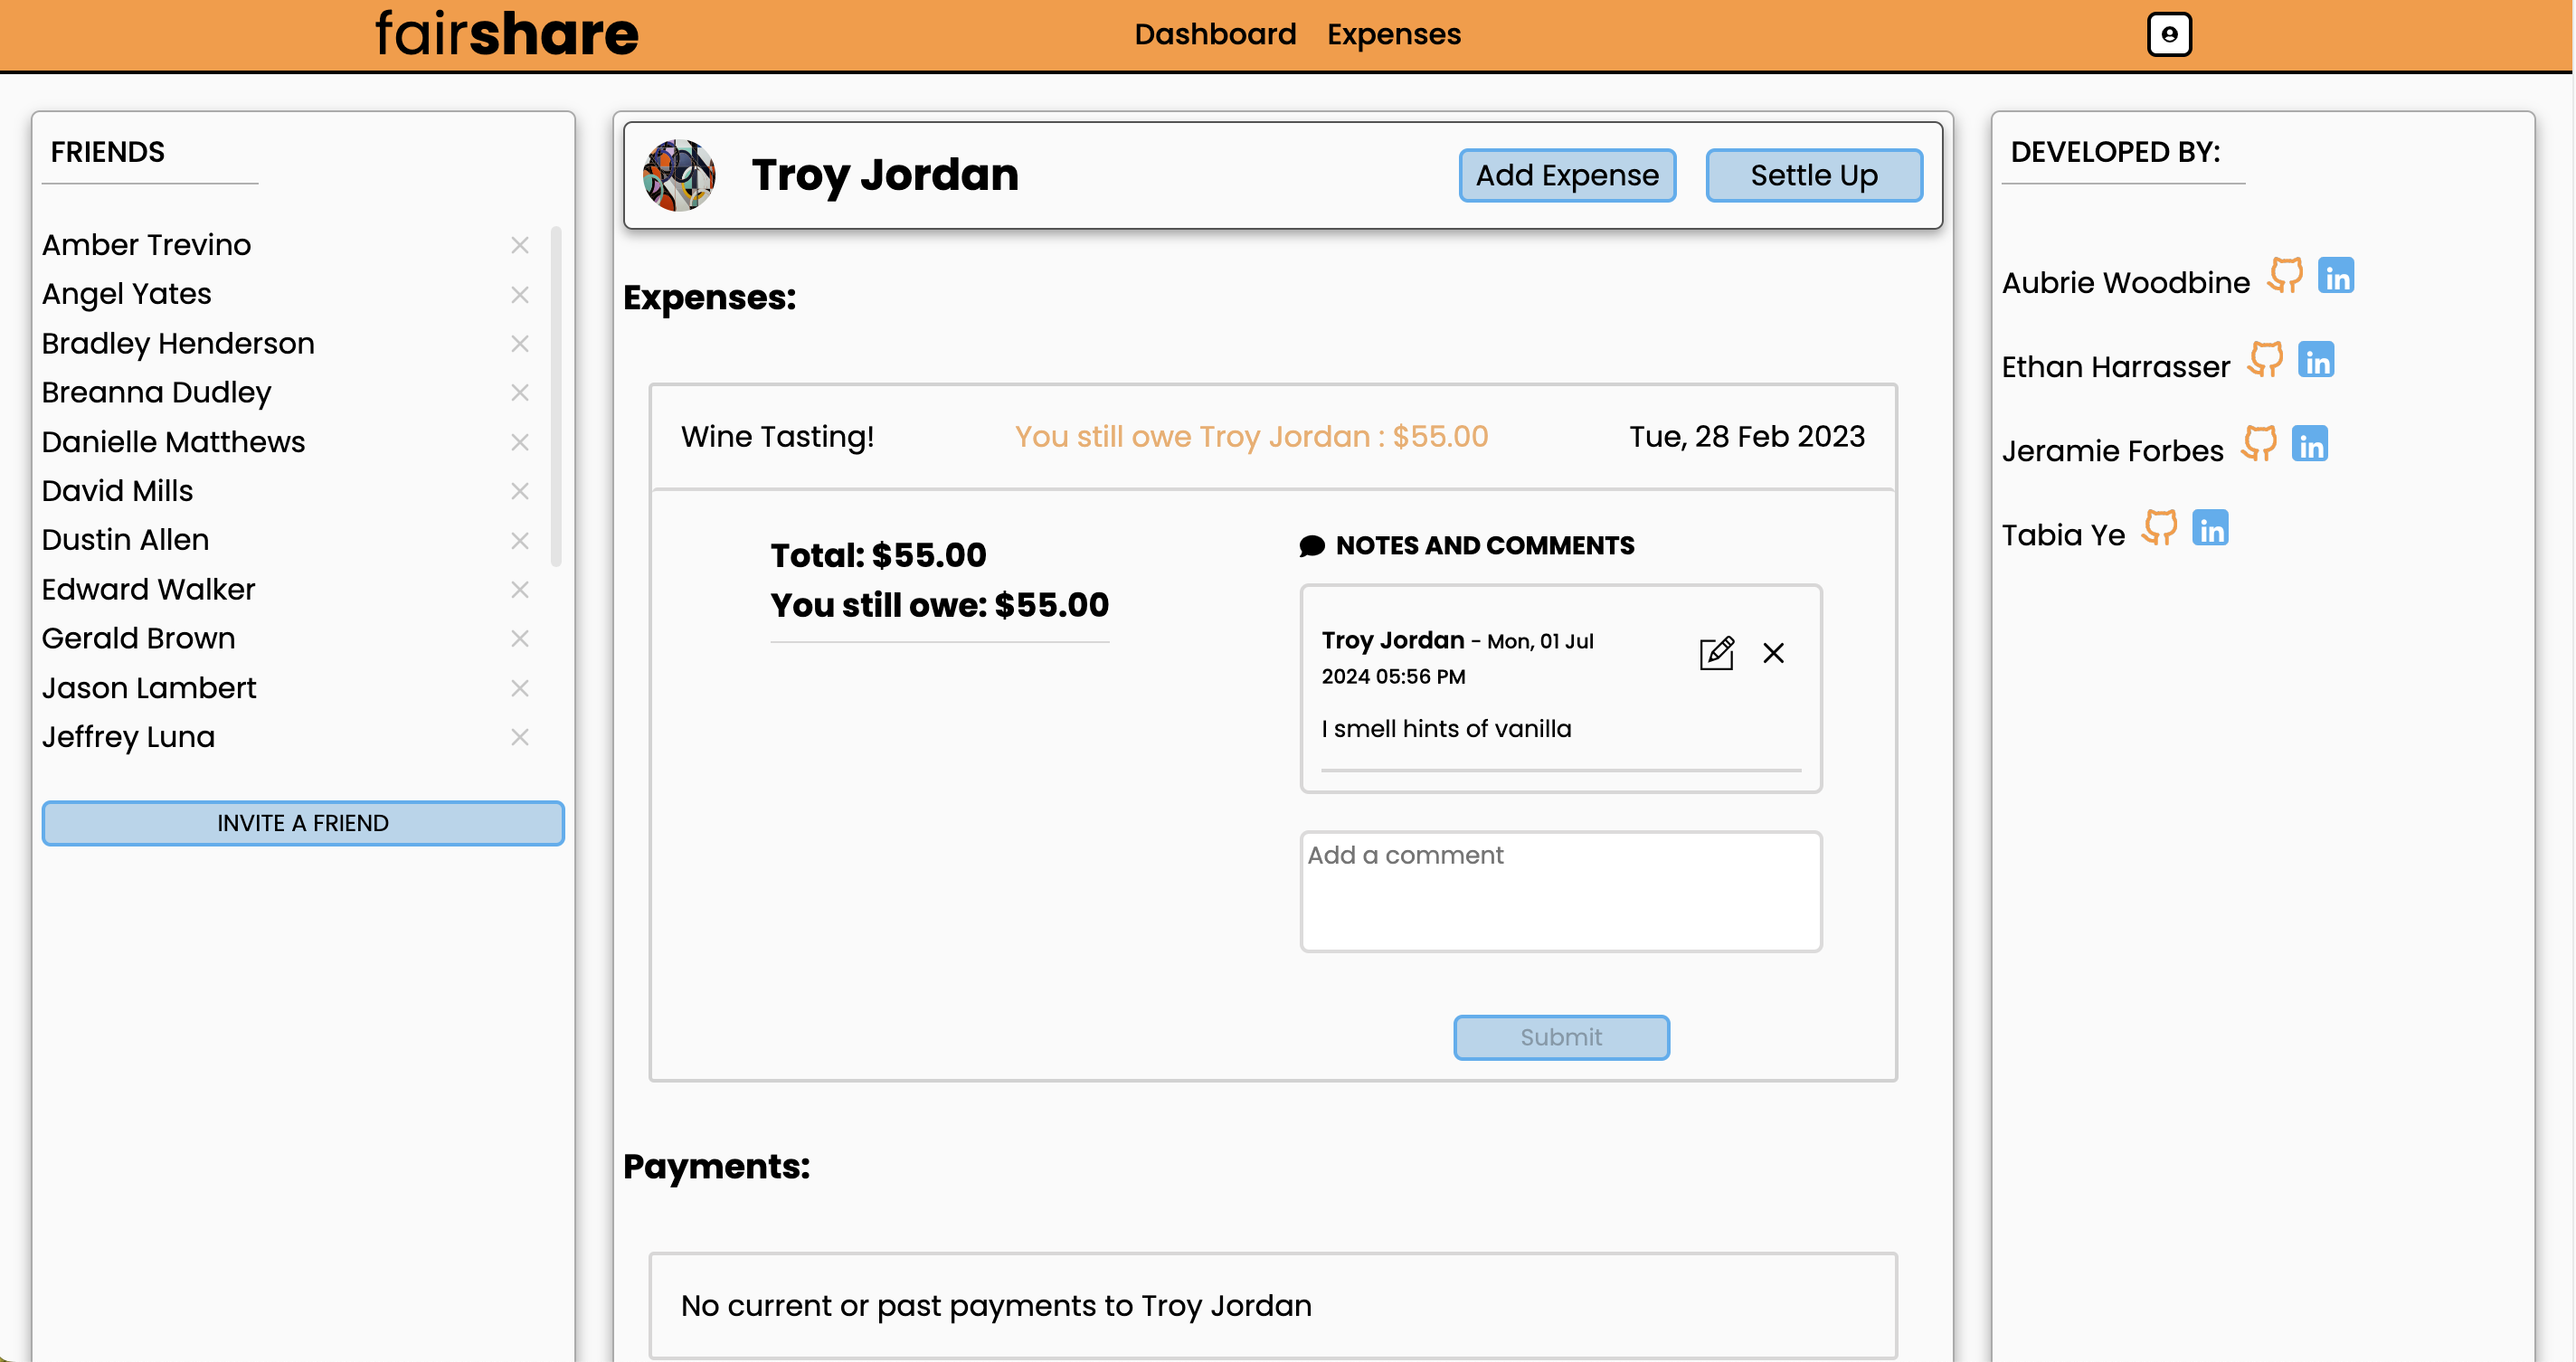 fairshare
Dashboard Expenses
FRIENDS
Amber Trevino
Angel Yates
Bradley Henderson
Breanna Dudley
Danielle Matthews
David Mills
Dustin Allen
Edward Walker
Gerald Brown
Jason Lambert
Jeffrey Luna
INVITE A FRIEND
Troy Jordan
Add Expense
Settle Up
Expenses:
Wine Tasting!
You still owe Troy Jordan : $55.00
Tue, 28 Feb 2023
Total: $55.00
You still owe: $55.00
NOTES AND COMMENTS
Troy Jordan - Mon, 01 Jul
2024 05:56 PM
I smell hints of vanilla
Add a comment
Submit
Payments:
No current or past payments to Troy Jordan
DEVELOPED BY:
Aubrie Woodbine in
Ethan Harrasser in
Jeramie Forbes in
Tabia Ye in